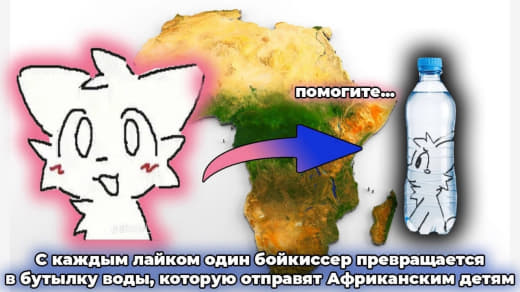 помогите...
С каждым лайком один бойкиссер превращается
в бутылку воды, которую отправят Африканским детям